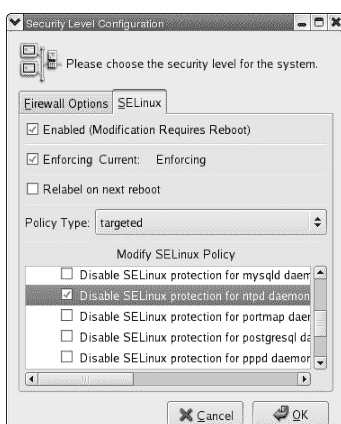 Security Level Configuration
Please choose the security level for the system.
Firewall Options SELinux
Enabled (Modification Requires Reboot)
Enforcing Current: Enforcing
Relabel on next reboot
Policy Type: targeted
Modify SELinux Policy
Disable SELinux protection for mysqld daem
Disable SELinux protection for ntpd daemon
Disable SELinux protection for portmap daer
Disable SELinux protection for postgresql da
Disable SELinux protection for pppd daemor
Cancel OK